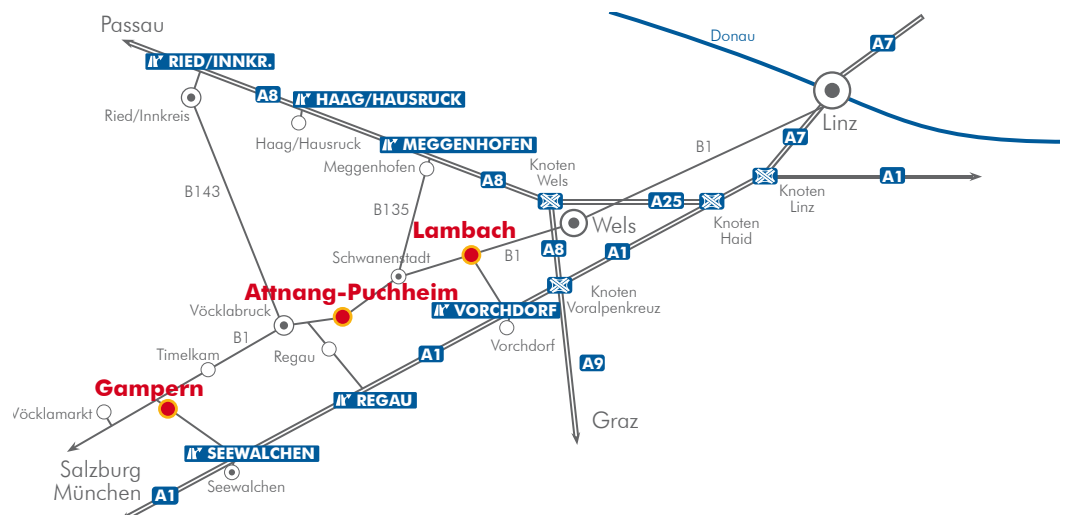 Passau
Donau
A7
RIED/INNKR.
A8
HAAG/HAUSRUCK
Ried/Innkreis
Linz
Haag/Hausruck
MEGGENHOFEN
A7
B1
Meggenhofen
Knoten
Wels
A8
A1
B143
B135
A25
Knoten
Linz
Lambach
Wels
Knoten
Haid
Schwanenstadt
B1
A8
A1
Attnang-Puchheim
Knoten
Voralpenkreuz
Vöcklabruck
VORCHDORF
B1
Timelkam
Regau
A1
Vorchdorf
A9
Gampern
REGAU
Vöcklamarkt
Graz
SEEWALCHEN
Salzburg
München
A1
Seewalchen